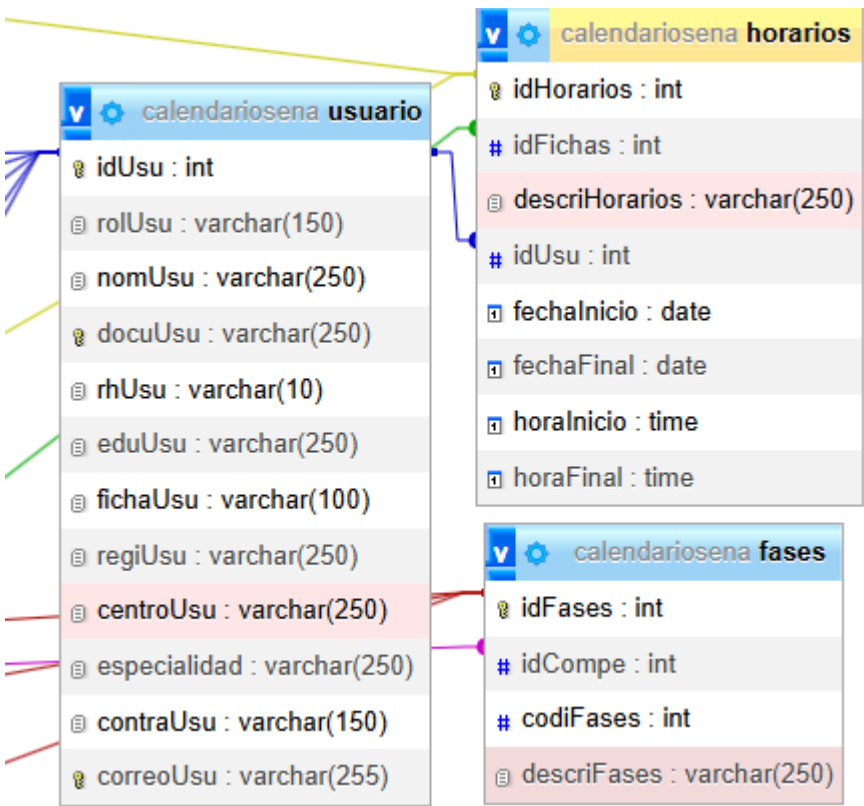 v calendariosena usuario
idUsu : int
rolUsu : varchar(150)
nomUsu : varchar(250)
docuUsu : varchar(250)
rhUsu : varchar(10)
eduUsu : varchar(250)
fichaUsu : varchar(100)
regiUsu : varchar(250)
centroUsu : varchar(250)
especialidad : varchar(250)
contraUsu : varchar(150)
correoUsu : varchar(255)
v calendariosena horarios
idHorarios : int
# idFichas : int
descriHorarios : varchar(250)
# idUsu : int
fechaInicio : date
fechaFinal : date
horaInicio : time
horaFinal : time
v calendariosena fases
idFases : int
# idCompe : int
# codiFases : int
descriFases : varchar(250)